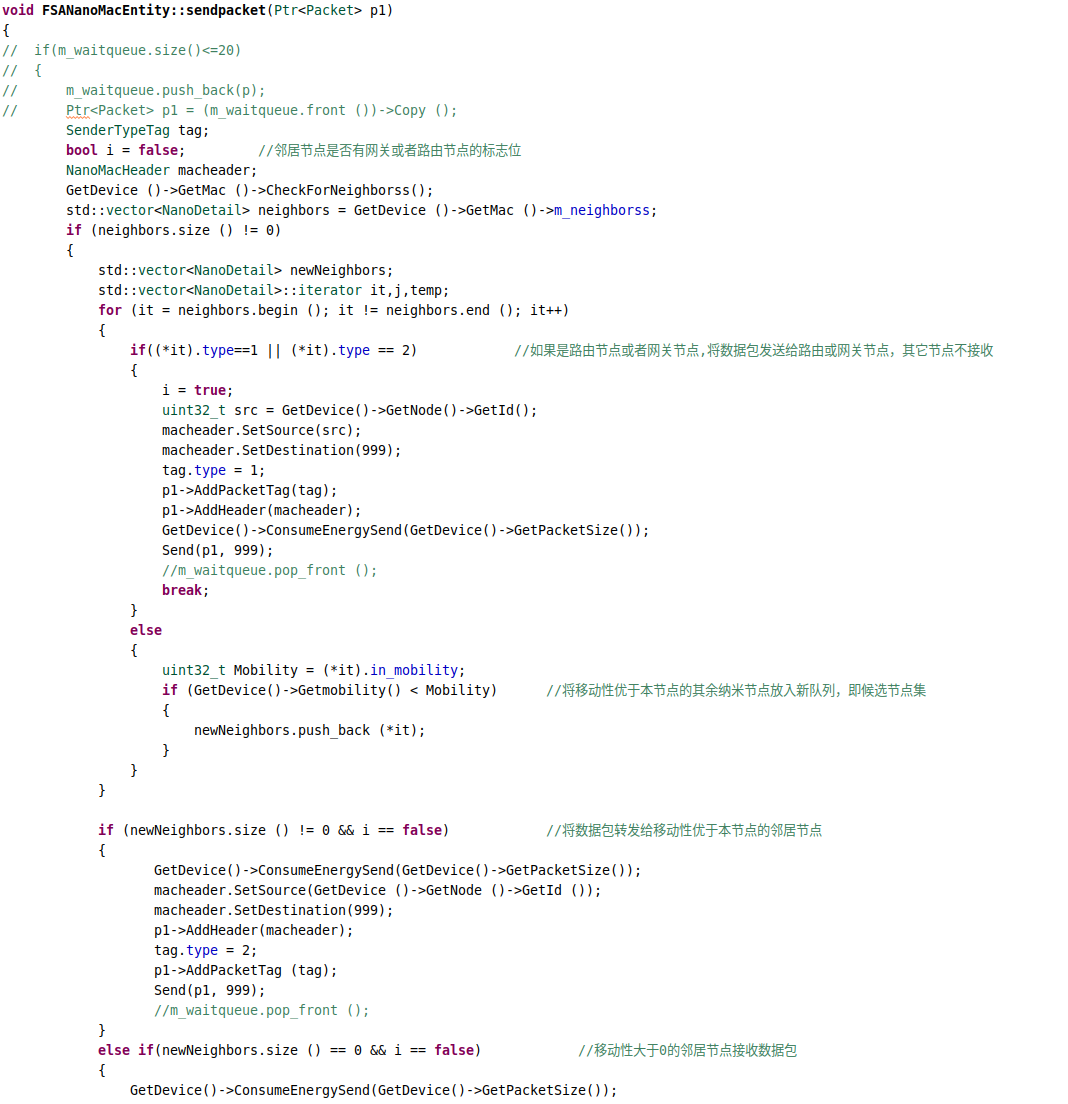 void FSANanoMacEntity::sendpacket(Ptr<Packet> p1)
{
//  if(m_waitqueue.size()<=20)
//  {
//      m_waitqueue.push_back(p);
//      Ptr<Packet> p1 = (m_waitqueue.front ())->Copy ();
        SenderTypeTag tag;
        bool i = false;         //邻居节点是否有网关或者路由节点的标志位
        NanoMacHeader macheader;
        GetDevice ()->GetMac ()->CheckForNeighborss();
        std::vector<NanoDetail> neighbors = GetDevice ()->GetMac ()->m_neighborss;
        if (neighbors.size () != 0)
        {
            std::vector<NanoDetail> newNeighbors;
            std::vector<NanoDetail>::iterator it,j,temp;
            for (it = neighbors.begin (); it != neighbors.end (); it++)
            {
                if((*it).type==1 || (*it).type == 2)            //如果是路由节点或者网关节点,将数据包发送给路由或网关节点，其它节点不接收
                {
                    i = true;
                    uint32_t src = GetDevice()->GetNode()->GetId();
                    macheader.SetSource(src);
                    macheader.SetDestination(999);
                    tag.type = 1;
                    p1->AddPacketTag(tag);
                    p1->AddHeader(macheader);
                    GetDevice()->ConsumeEnergySend(GetDevice()->GetPacketSize());
                    Send(p1, 999);
                    //m_waitqueue.pop_front ();
                    break;
                }
                else
                {
                    uint32_t Mobility = (*it).in_mobility;
                    if (GetDevice()->Getmobility() < Mobility)      //将移动性优于本节点的其余纳米节点放入新队列，即候选节点集
                    {
                        newNeighbors.push_back (*it);
                    }
                }
            }
            if (newNeighbors.size () != 0 && i == false)            //将数据包转发给移动性优于本节点的邻居节点
            {
                   GetDevice()->ConsumeEnergySend(GetDevice()->GetPacketSize());
                   macheader.SetSource(GetDevice ()->GetNode ()->GetId ());
                   macheader.SetDestination(999);
                   p1->AddHeader(macheader);
                   tag.type = 2;
                   p1->AddPacketTag (tag);
                   Send(p1, 999);
                   //m_waitqueue.pop_front ();
            }
            else if(newNeighbors.size () == 0 && i == false)            //移动性大于0的邻居节点接收数据包
            {
                GetDevice()->ConsumeEnergySend(GetDevice()->GetPacketSize());